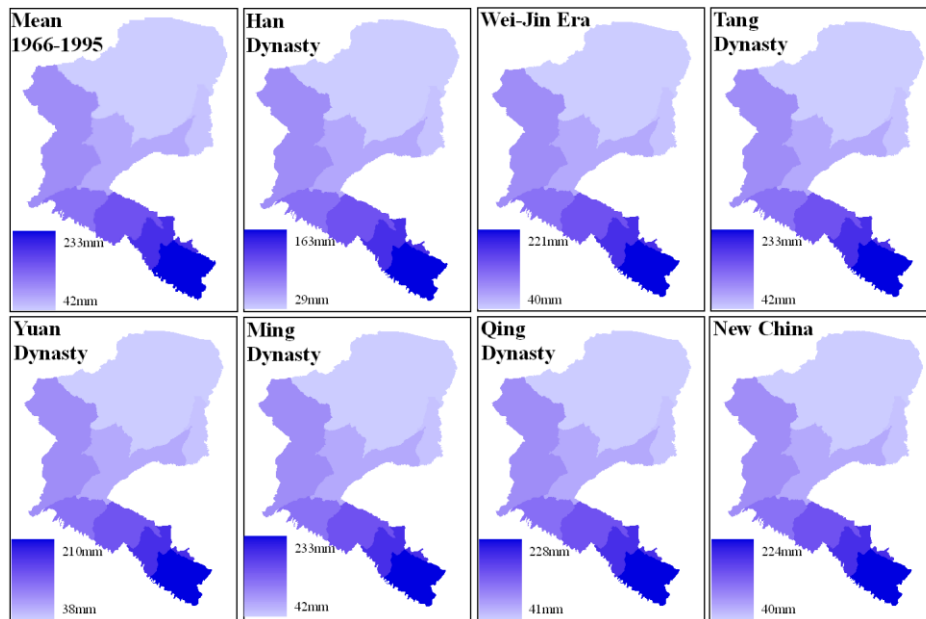 Mean
1966-1995
233mm
42mm
Han
Dynasty
163mm
29mm
Wei-Jin Era
221mm
40mm
Tang
Dynasty
233mm
42mm
Yuan
Dynasty
210mm
38mm
Ming
Dynasty
233mm
42mm
Qing
Dynasty
228mm
41mm
New China
224mm
40mm